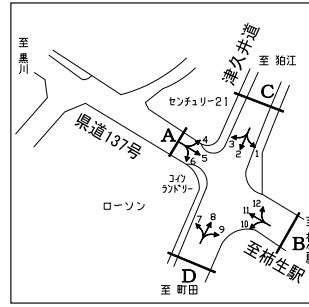 至黒川
津久井道
至 狛江
センチュリー21
C
県道137号
A
4
5
6
3
2
1
コイン
ランドリー
ローソン
12
11
10
B
7
8
9
至柿生駅
D
至 町田